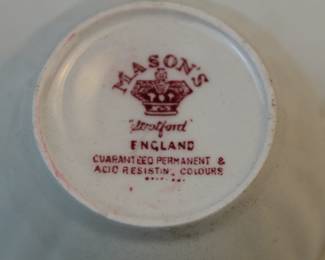 MASON'S
"Stratford"
ENGLAND
GUARANTEED PERMANENT &
ACID RESISTING COLOURS